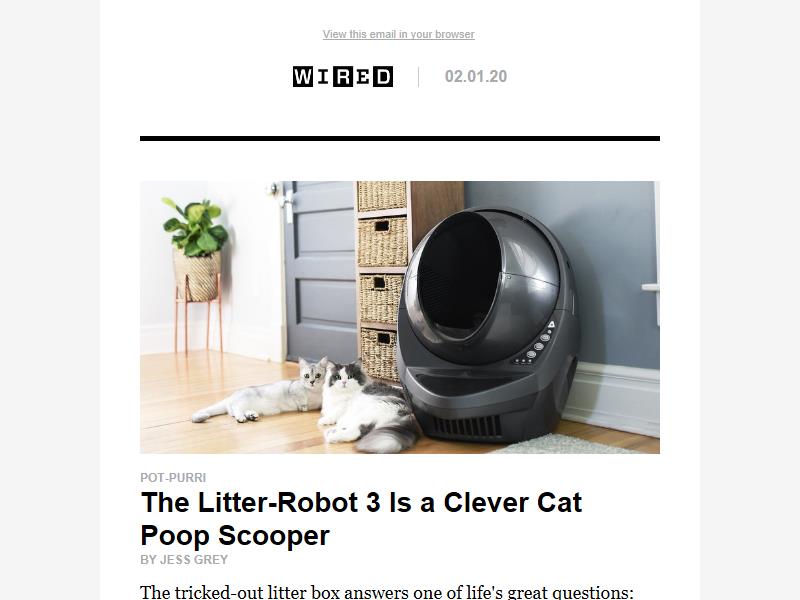 View this email in your browser
WIRED
02.01.20
POT-PURRI
The Litter-Robot 3 Is a Clever Cat
Poop Scooper
BY JESS GREY
The tricked-out litter box answers one of life's great questions: